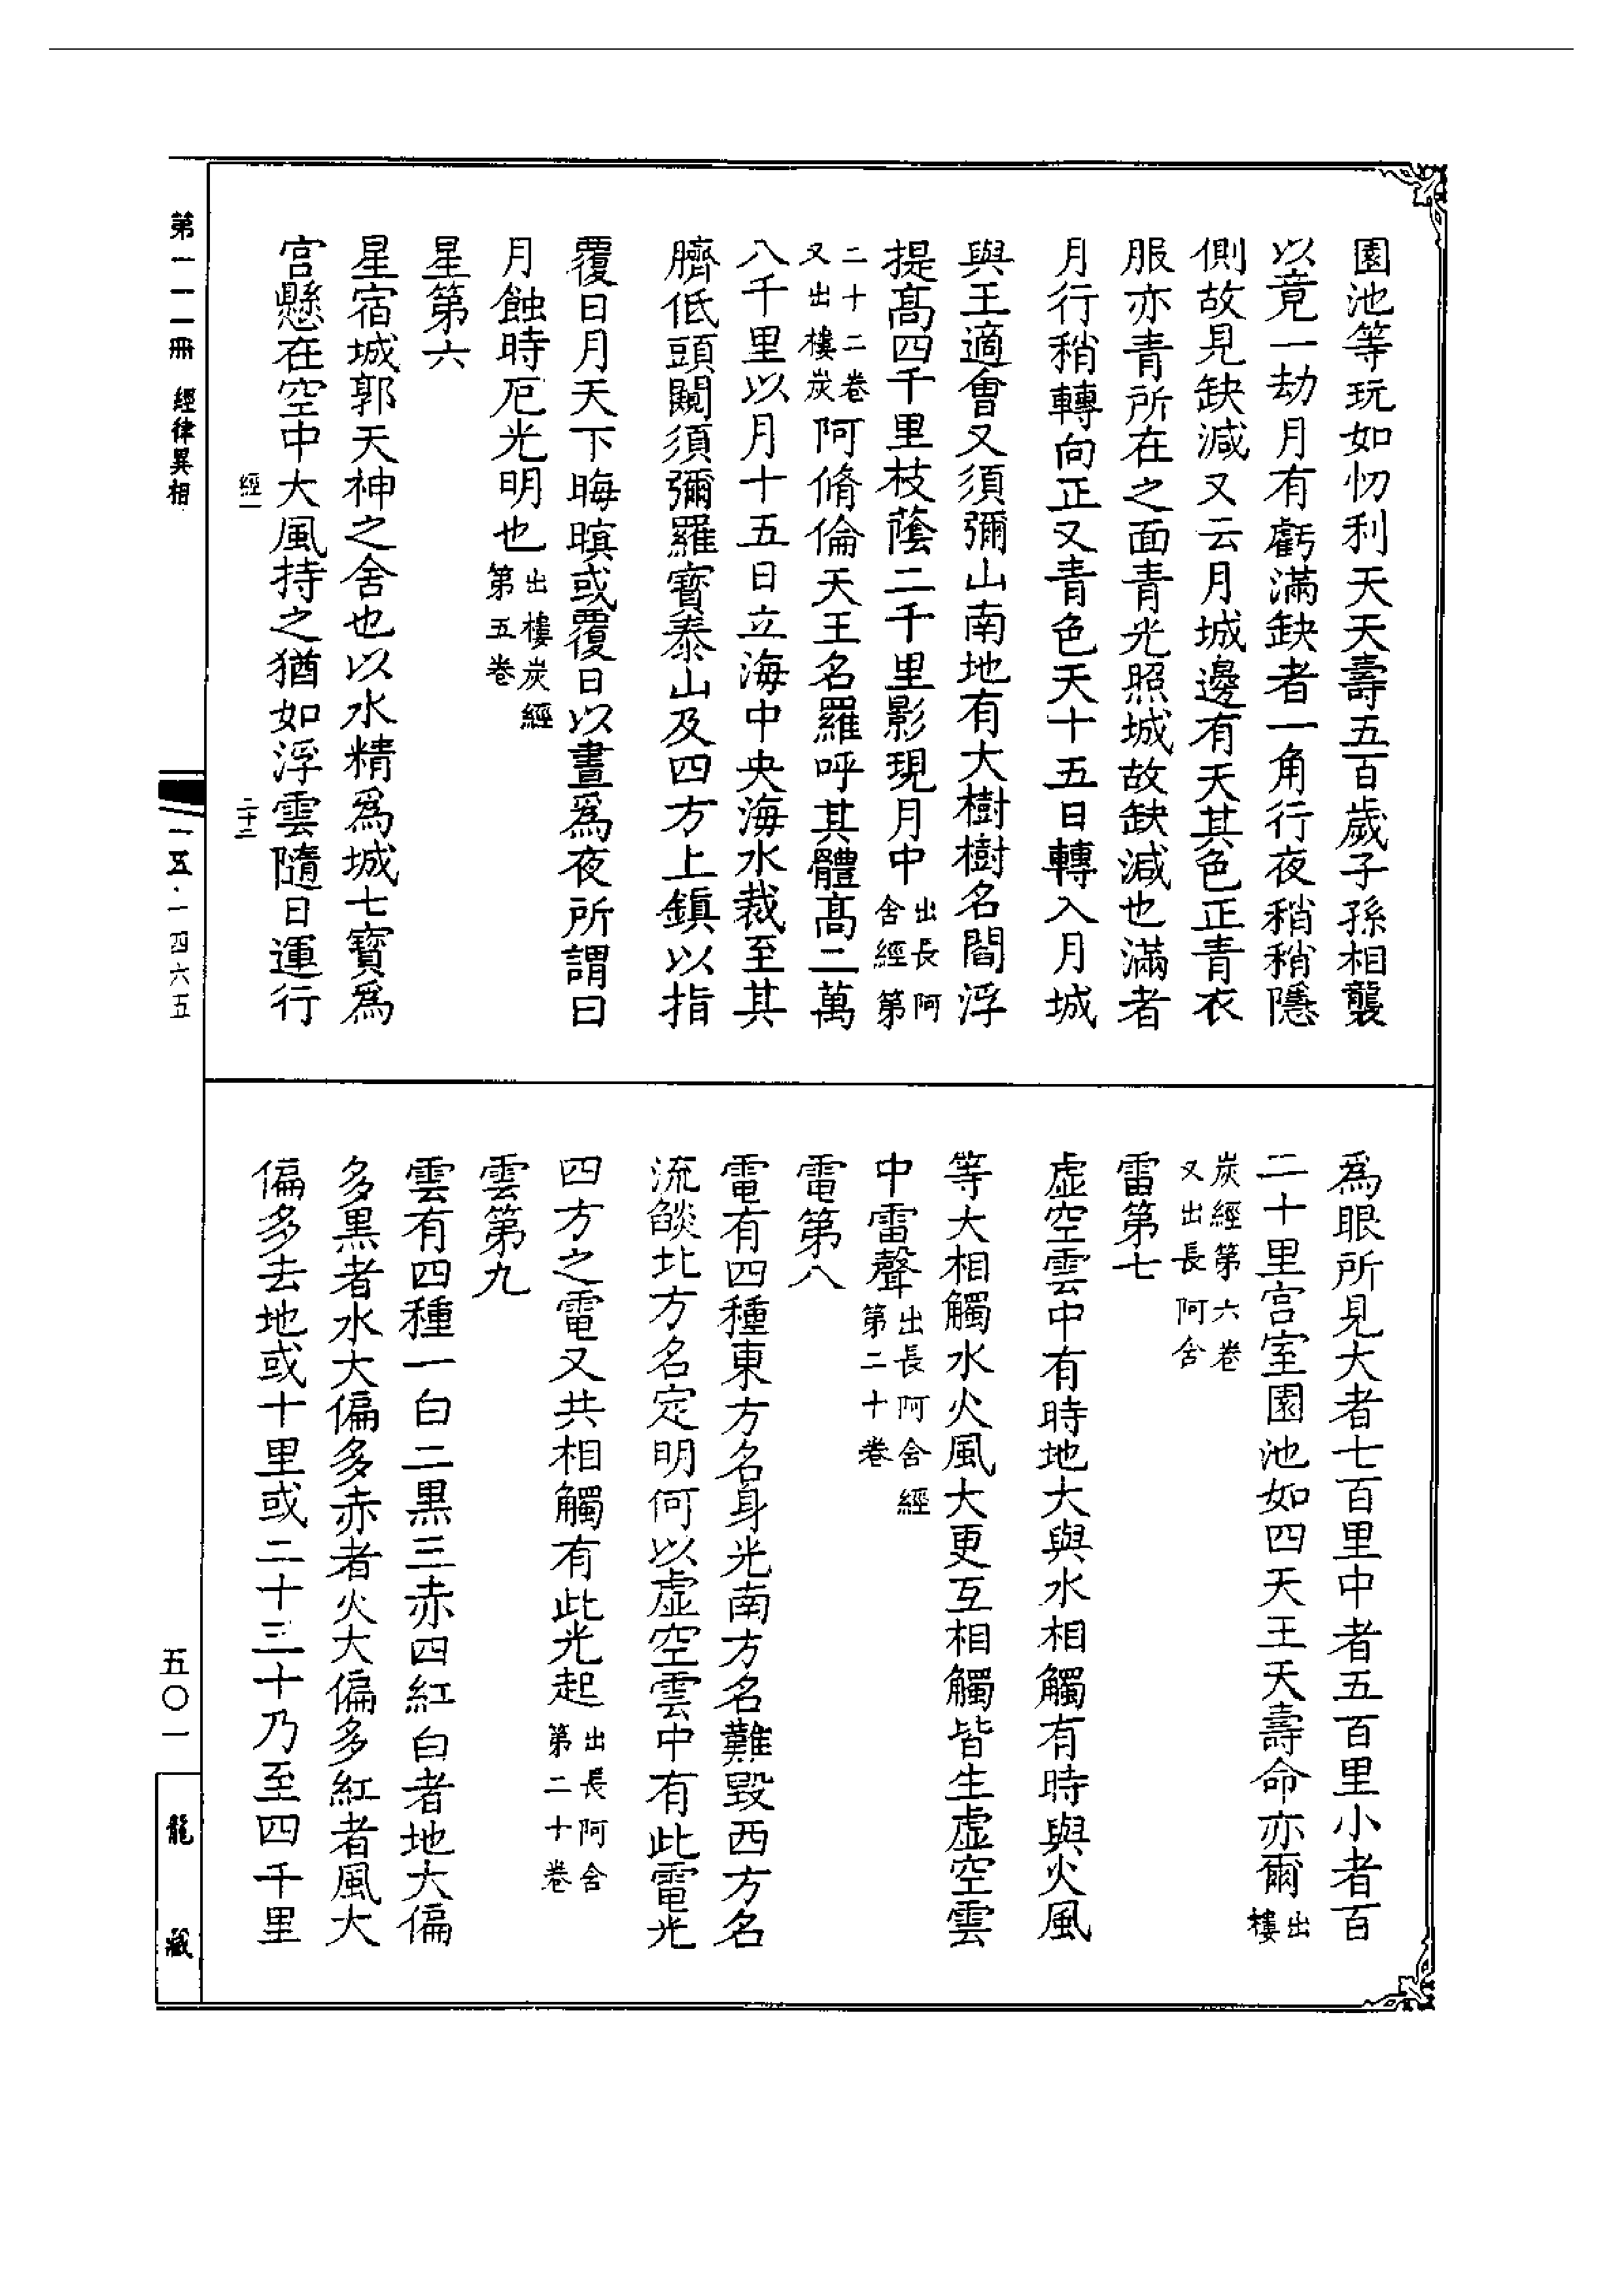 園池等玩如忉利天天壽五百歲子孫相襲
以竟一劫月有虧滿缺者一角行夜稍稍隱
側故見缺減又云月城邊有天其色正青衣
服亦青所在之面青光照城故缺減也滿者
月行稍轉向正又青色天十五日轉入月城
與王適會又須彌山南地有大樹樹名閻浮
提高四千里枝蔭二千里影現月中出長阿含經第
二十二卷又出樓炭阿脩倫天王名羅呼其體高二萬
八千里以月十五日立海中央海水裁至其
臍低頭闚須彌羅寶泰山及四方上鎮以指
覆日月天下晦暝或覆日以晝為夜所謂曰
月蝕時厄光明也出樓炭經第五卷
星第六
星宿城郭天神之舍也以水精為城七寶為
宮懸在空中大風持之猶如浮雲隨日運行
經一
二十二
為眼所見大者七百里中者五百里小者百
二十里宮室園池如四天王天壽命亦爾出樓
炭經第六卷又出長阿含
雷第七
虛空雲中有時地大與水相觸有時與火風
等大相觸水火風大更互相觸皆生虛空雲
中雷聲出長阿含經第二十卷
電第八
電有四種東方名身光南方名難毀西方名
流燄北方名定明何以虛空雲中有此電光
四方之電又共相觸有此光起出長阿含第二十卷
雲第九
雲有四種一白二黑三赤四紅白者地大偏
多黑者水大偏多赤者火大偏多紅者風大
偏多去地或十里或二十三十乃至四千里
第一一一冊　經律異相
一五·一四六五
五〇一
龍藏